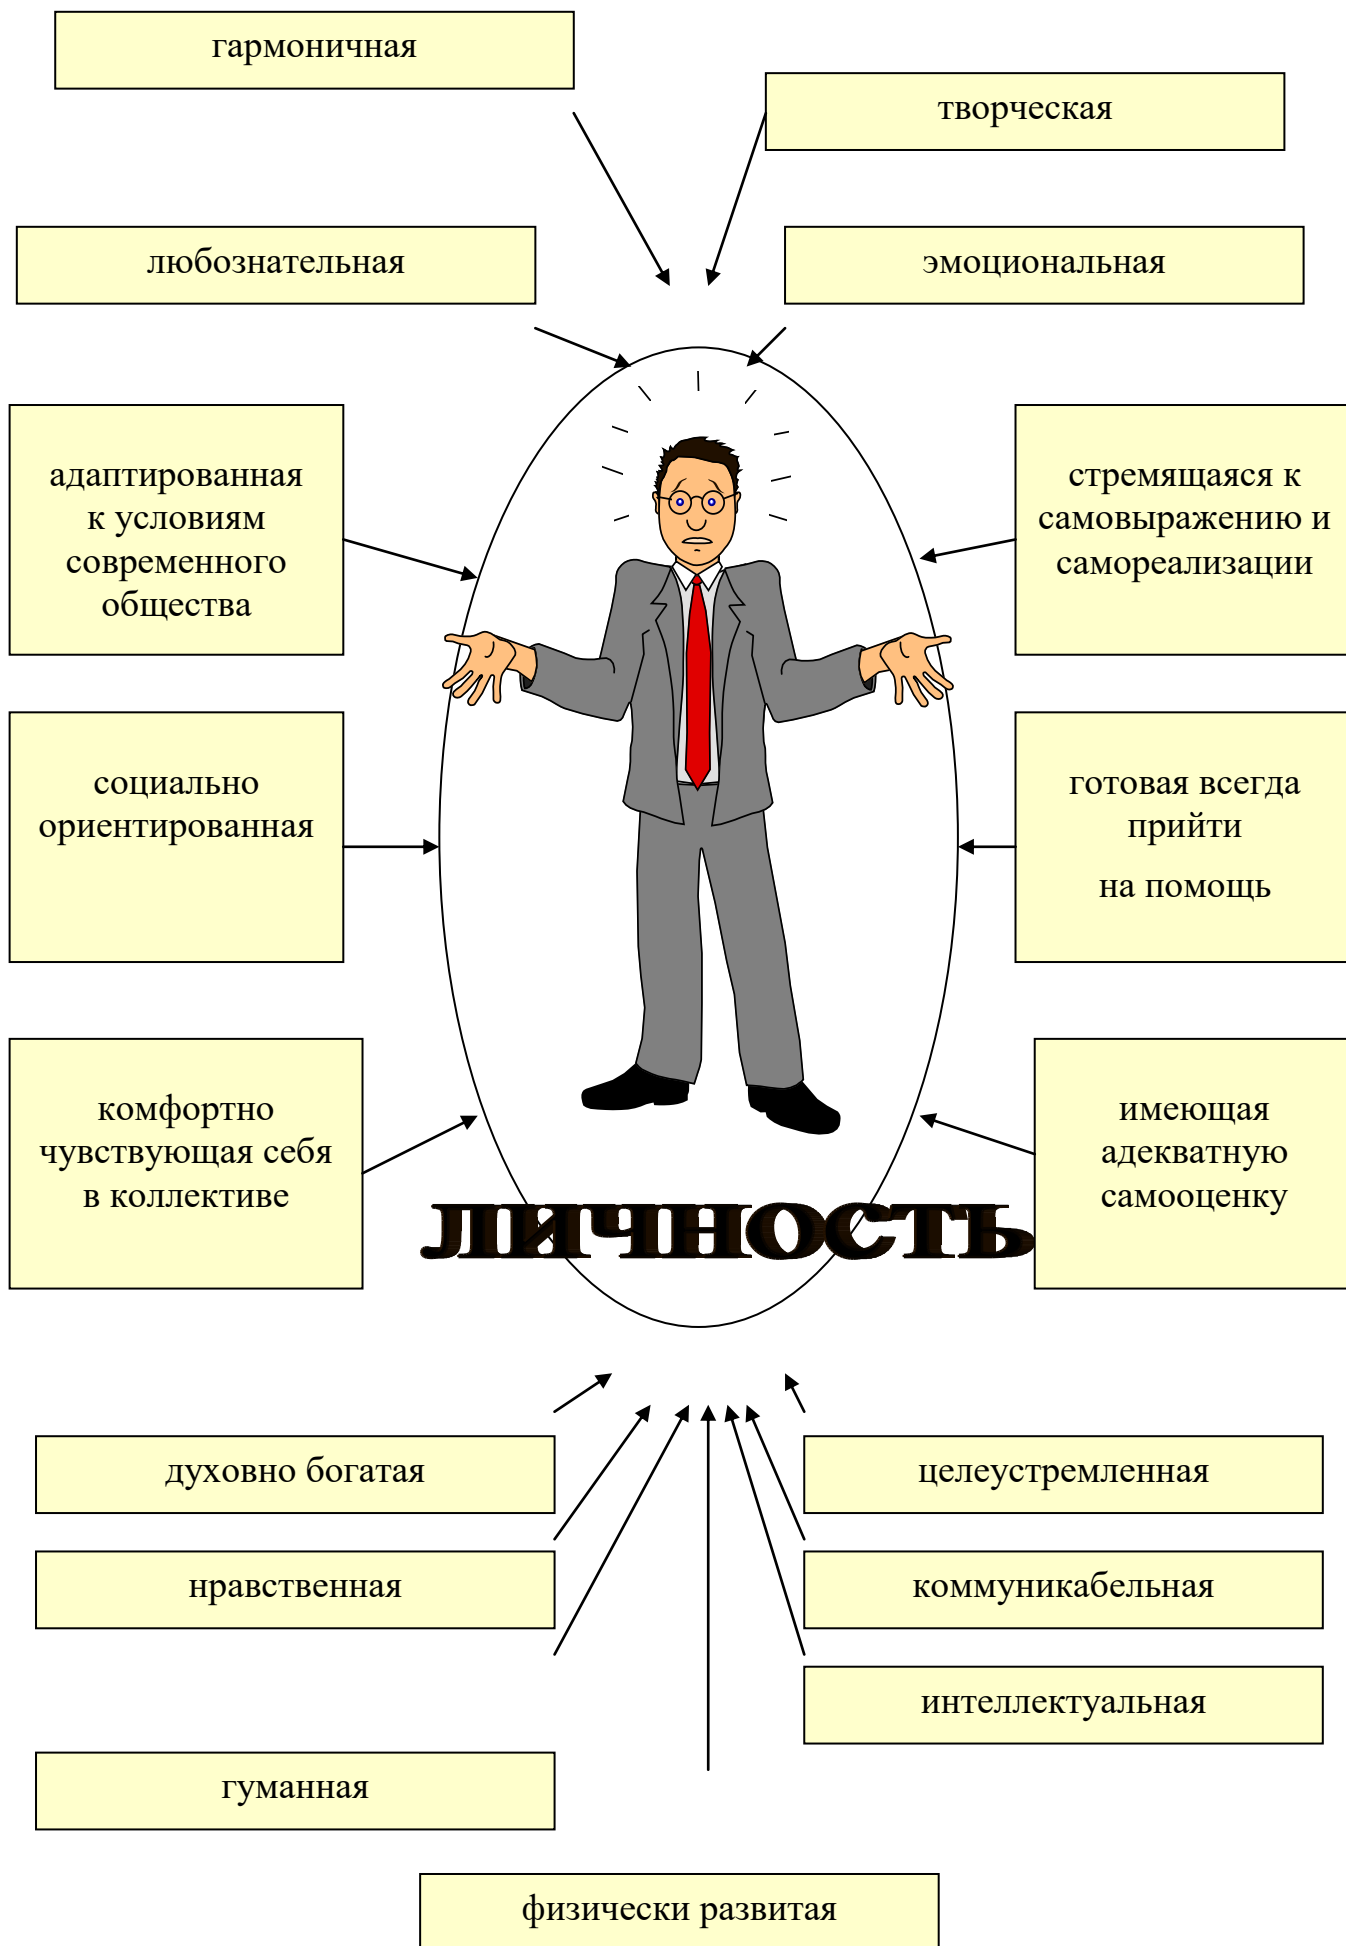 гармоничная
творческая
любознательная
эмоциональная
адаптированная
к условиям
современного
общества
стремящаяся к
самовыражению и
самореализации
социально
ориентированная
готовая всегда
прийти
на помощь
комфортно
чувствующая себя
в коллективе
имеющая
адекватную
самооценку
личность
духовно богатая
целеустремленная
нравственная
коммуникабельная
интеллектуальная
гуманная
физически развитая